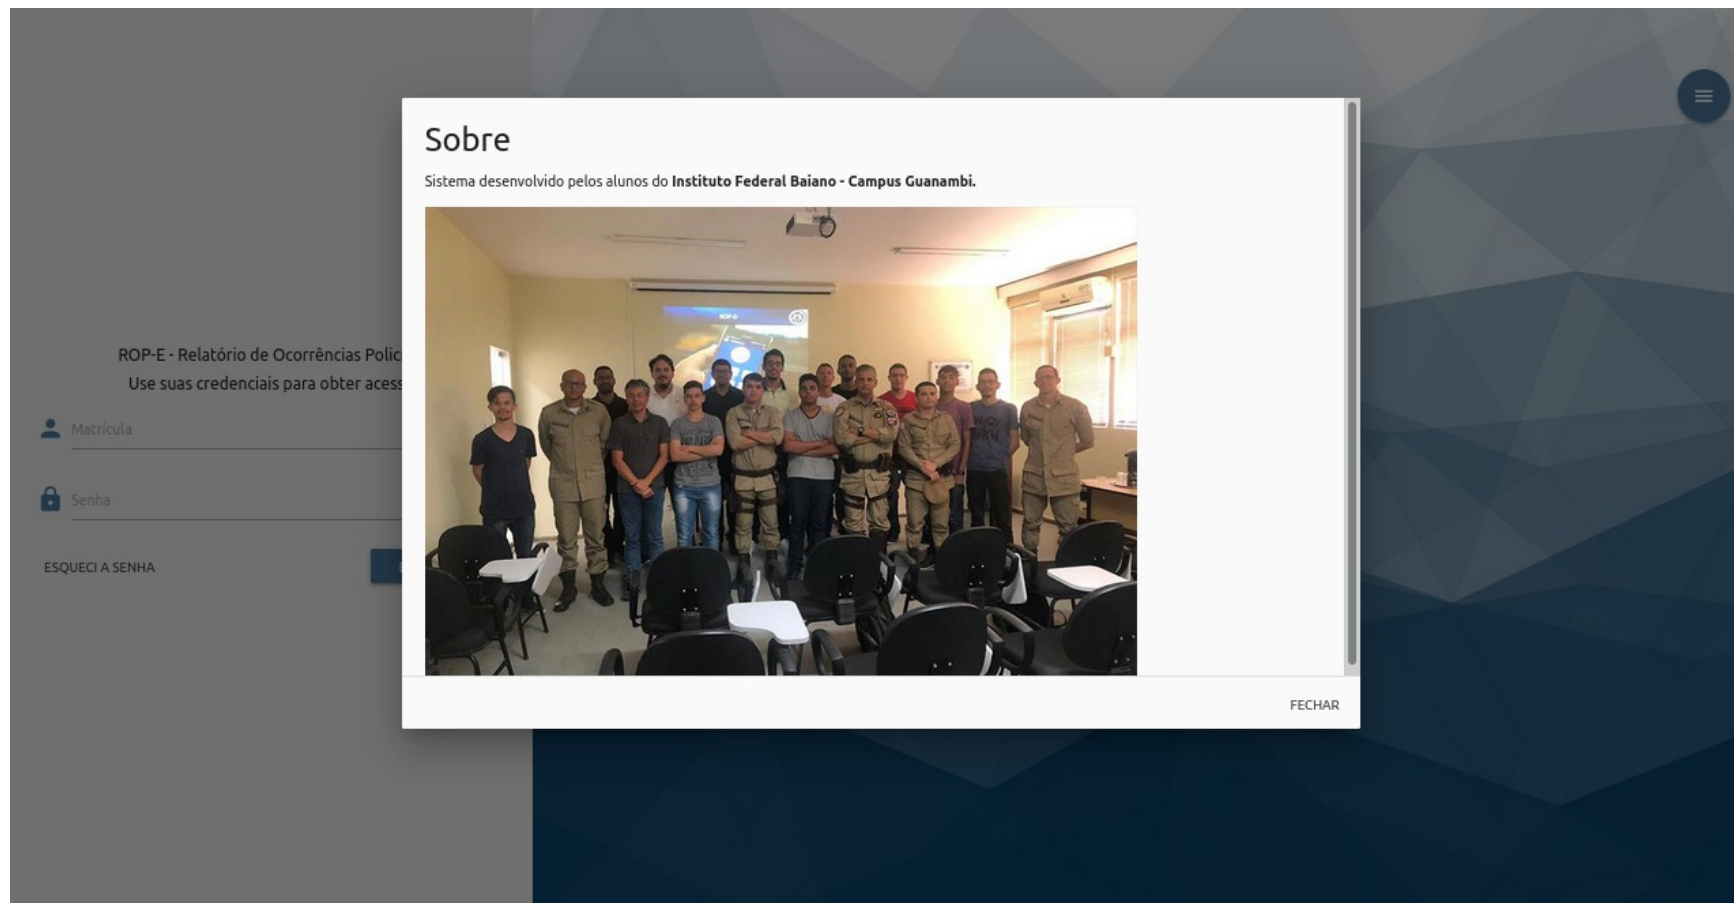 Sobre
Sistema desenvolvido pelos alunos do Instituto Federal Baiano - Campus Guanambi.
ROP-E
ROP-E - Relatório de Ocorrências Polic
Use suas credenciais para obter acess
Matrícula
Senha
ESQUECI A SENHA
FECHAR